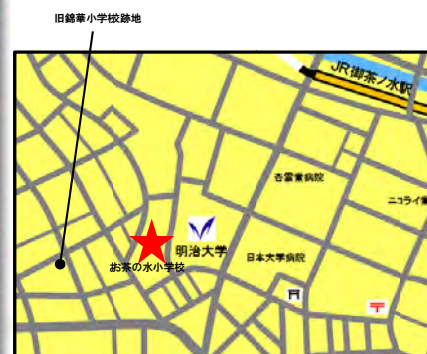 旧錦華小学校跡地
JR御茶ノ水駅
杏雲堂病院
ニコライ
明治大学
日本大学病院
お茶の水小学校